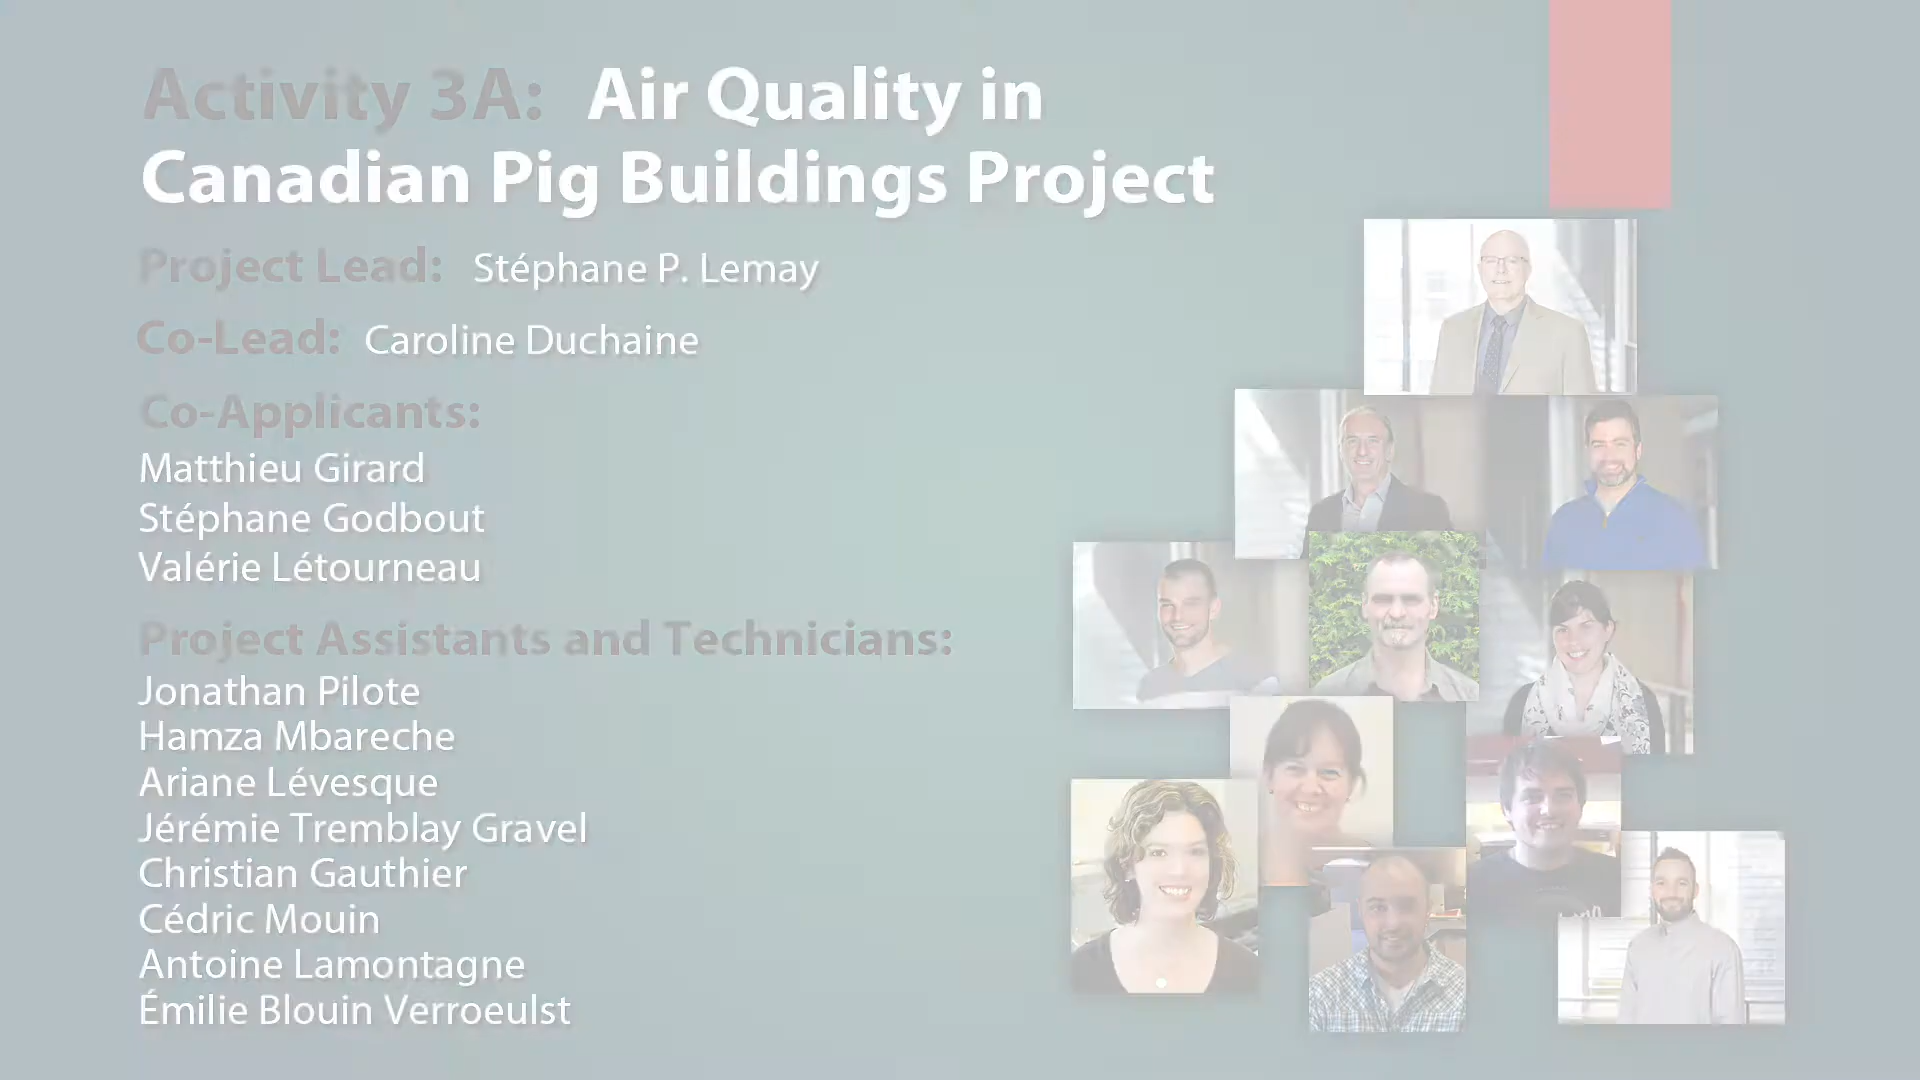 Activity 3A: Air Quality in
Canadian Pig Buildings Project
Project Lead: Stéphane P. Lemay
Co-Lead: Caroline Duchaine
Co-Applicants:
Matthieu Girard
Stéphane Godbout
Valérie Létourneau
Project Assistants and Technicians:
Jonathan Pilote
Hamza Mbareche
Ariane Lévesque
Jérémie Tremblay Gravel
Christian Gauthier
Cédric Mouin
Antoine Lamontagne
Émilie Blouin Verroeulst